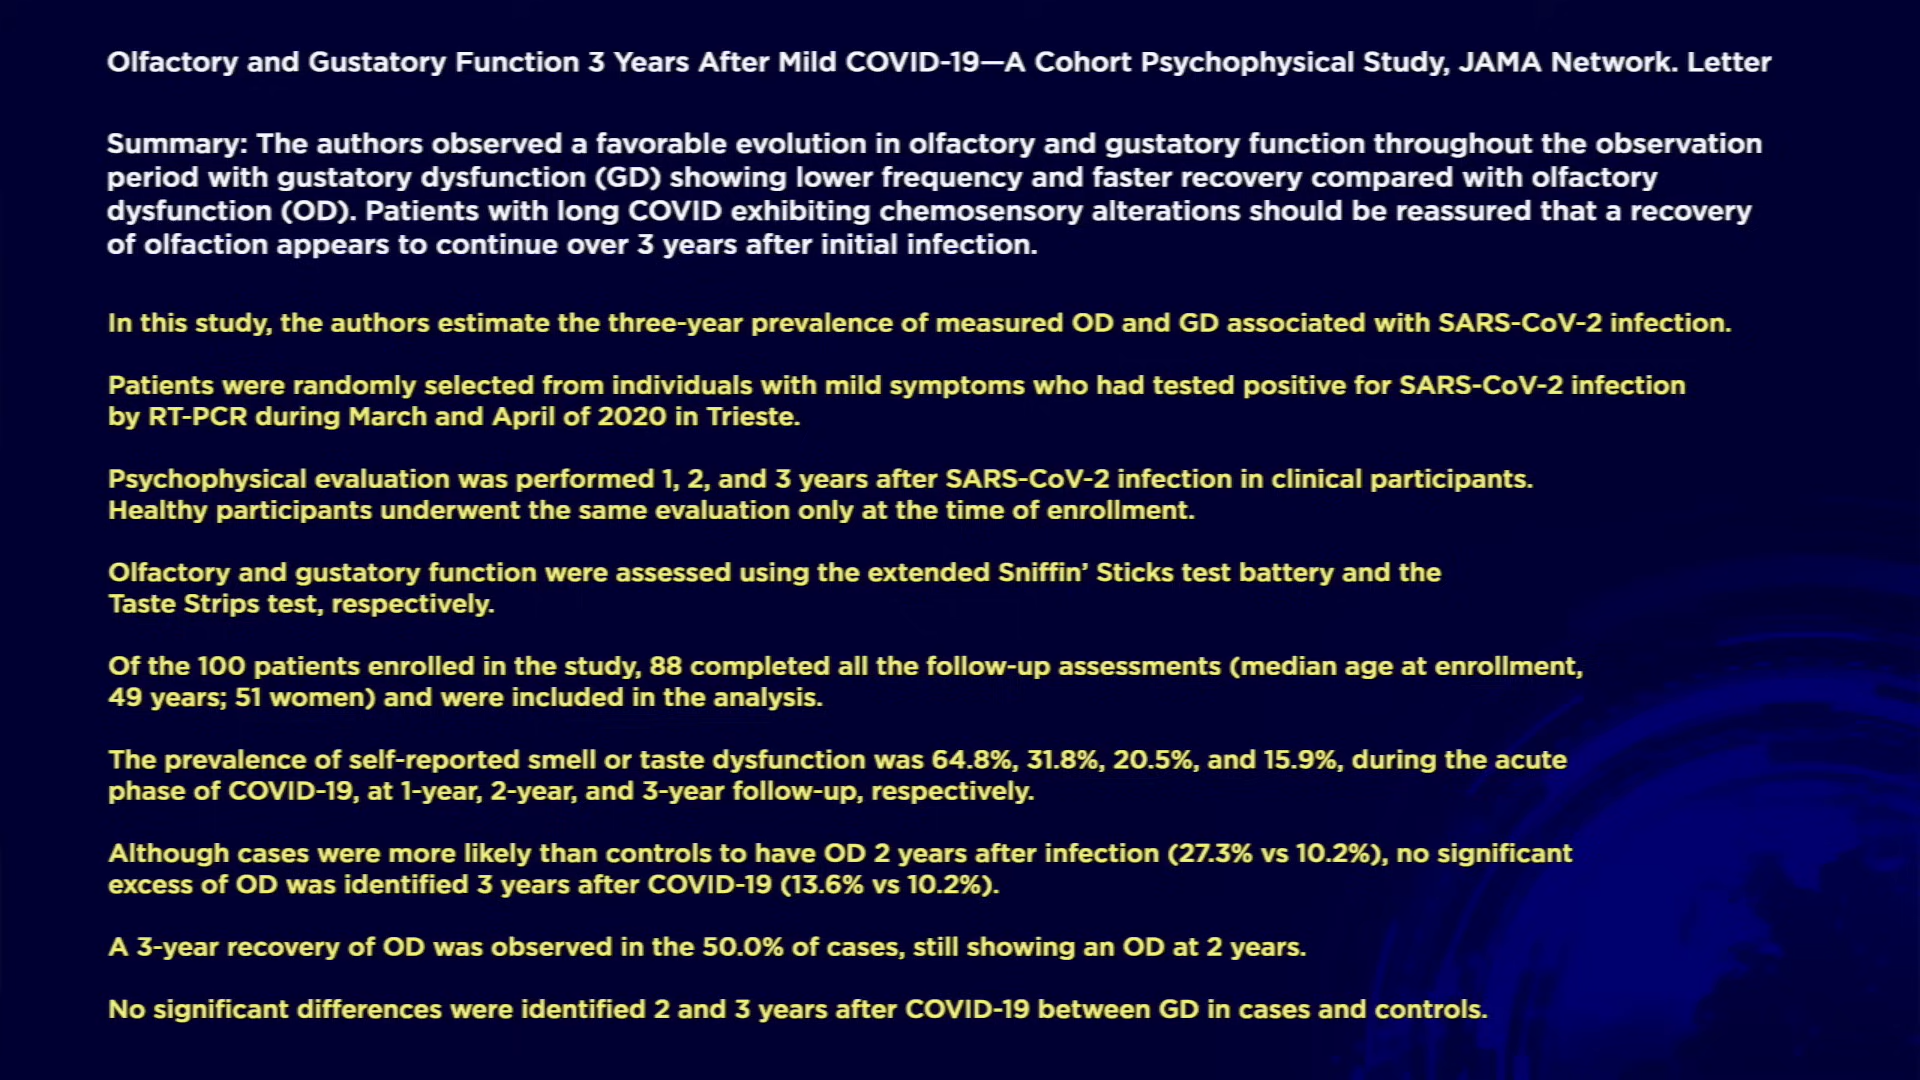 Olfactory and Gustatory Function 3 Years After Mild COVID-19—A Cohort Psychophysical Study, JAMA Network. Letter
Summary: The authors observed a favorable evolution in olfactory and gustatory function throughout the observation
period with gustatory dysfunction (GD) showing lower frequency and faster recovery compared with olfactory
dysfunction (OD). Patients with long COVID exhibiting chemosensory alterations should be reassured that a recovery
of olfaction appears to continue over 3 years after initial infection.
In this study, the authors estimate the three-year prevalence of measured OD and GD associated with SARS-CoV-2 infection.
Patients were randomly selected from individuals with mild symptoms who had tested positive for SARS-CoV-2 infection
by RT-PCR during March and April of 2020 in Trieste.
Psychophysical evaluation was performed 1, 2, and 3 years after SARS-CoV-2 infection in clinical participants.
Healthy participants underwent the same evaluation only at the time of enrollment.
Olfactory and gustatory function were assessed using the extended Sniffin’ Sticks test battery and the
Taste Strips test, respectively.
Of the 100 patients enrolled in the study, 88 completed all the follow-up assessments (median age at enrollment,
49 years; 51 women) and were included in the analysis.
The prevalence of self-reported smell or taste dysfunction was 64.8%, 31.8%, 20.5%, and 15.9%, during the acute
phase of COVID-19, at 1-year, 2-year, and 3-year follow-up, respectively.
Although cases were more likely than controls to have OD 2 years after infection (27.3% vs 10.2%), no significant
excess of OD was identified 3 years after COVID-19 (13.6% vs 10.2%).
A 3-year recovery of OD was observed in the 50.0% of cases, still showing an OD at 2 years.
No significant differences were identified 2 and 3 years after COVID-19 between GD in cases and controls.